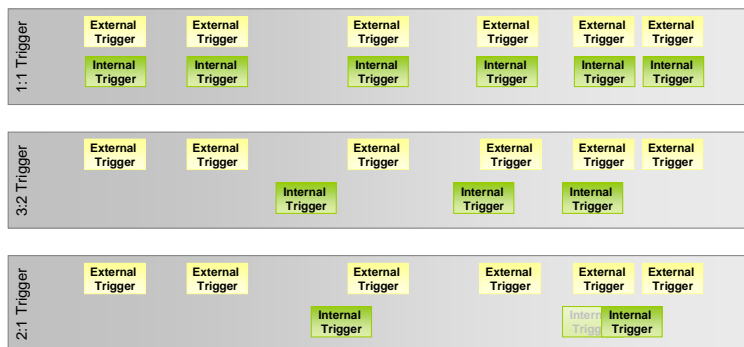 1:1 Trigger
External External External External External External
Trigger Trigger Trigger Trigger Trigger Trigger
Internal Internal Internal Internal Internal Internal
Trigger Trigger Trigger Trigger Trigger Trigger
3:2 Trigger
External External External External External External
Trigger Trigger Trigger Trigger Trigger Trigger
Internal Internal Internal
Trigger Trigger Trigger
2:1 Trigger
External External External External External External
Trigger Trigger Trigger Trigger Trigger Trigger
Internal Intern Internal
Trigger Trigg Trigger